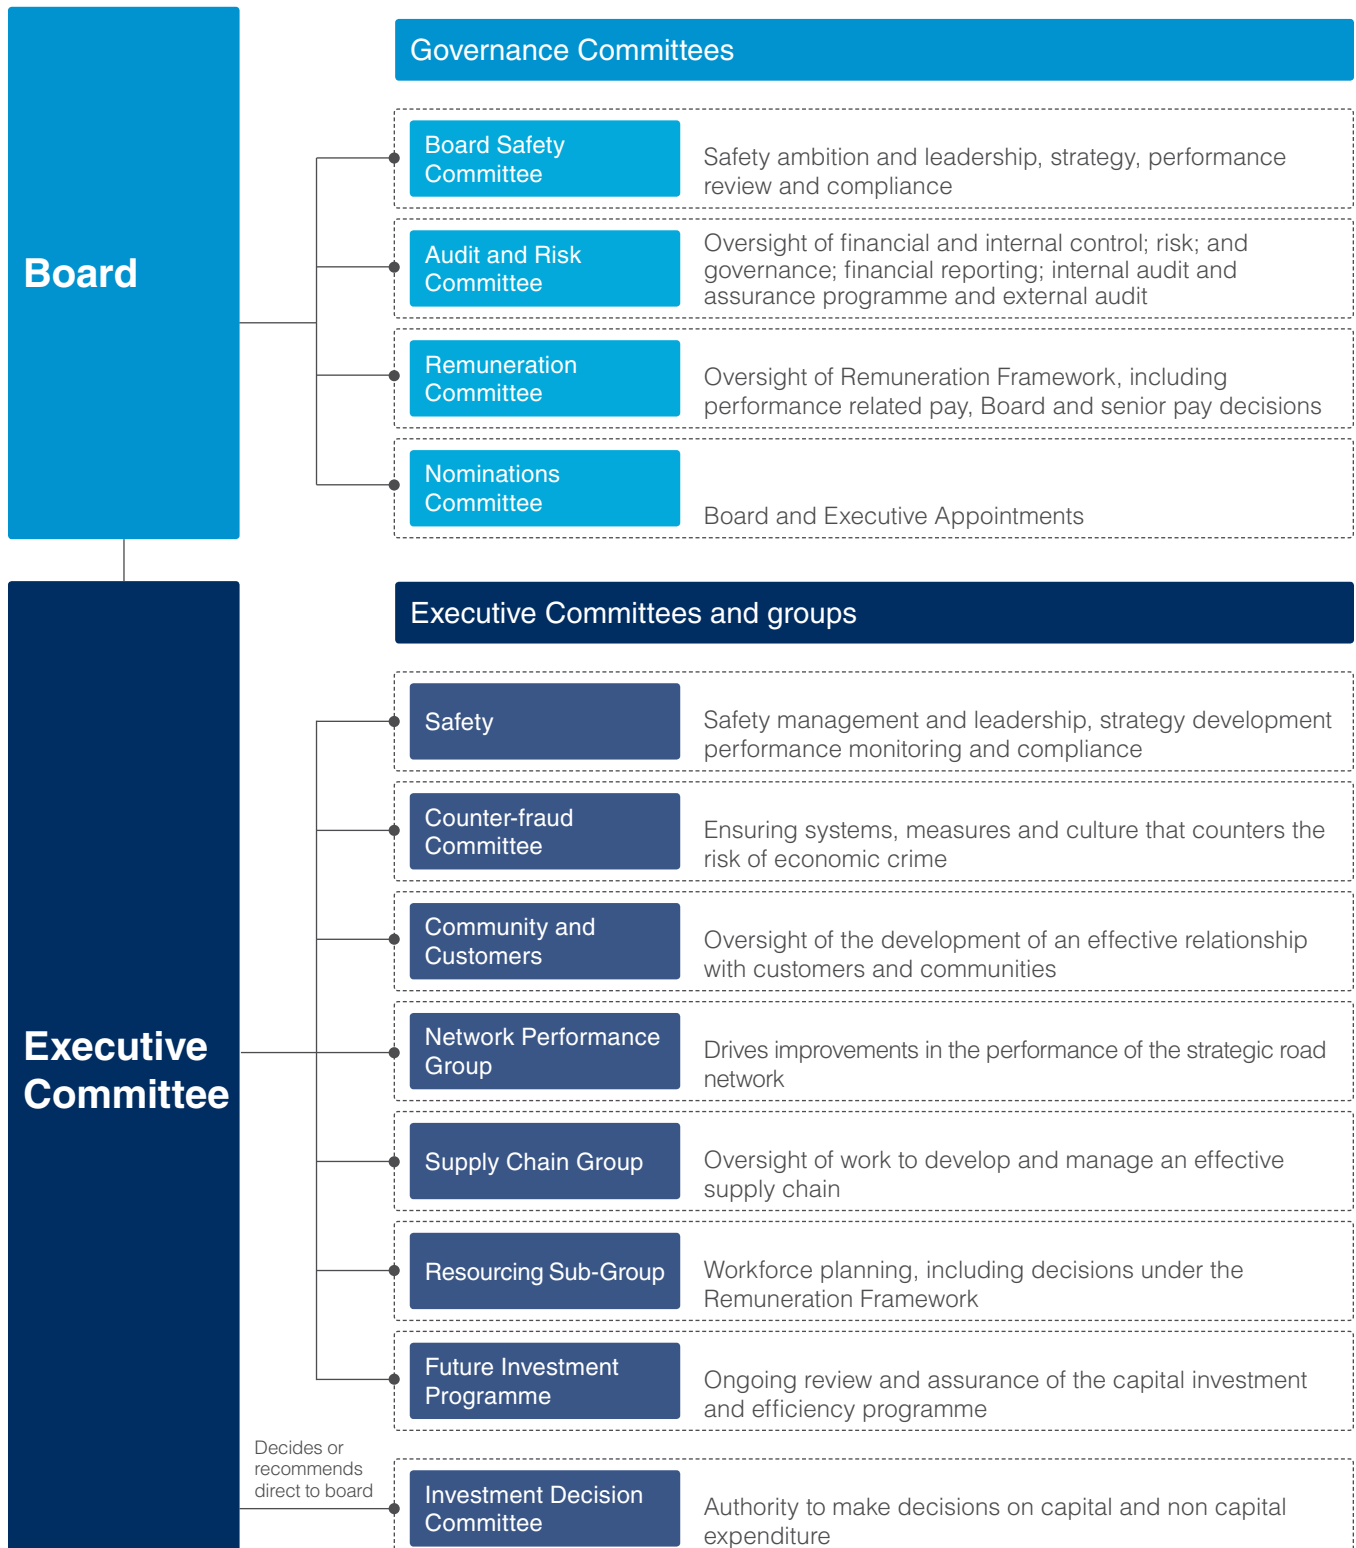 Board
Governance Committees
Board Safety
Committee
Safety ambition and leadership, strategy, performance
review and compliance
Audit and Risk
Committee
Oversight of financial and internal control; risk; and
governance; financial reporting; internal audit and
assurance programme and external audit
Remuneration
Committee
Oversight of Remuneration Framework, including
performance related pay, Board and senior pay decisions
Nominations
Committee
Board and Executive Appointments
Executive
Committee
Executive Committees and groups
Safety
Safety management and leadership, strategy development
performance monitoring and compliance
Counter-fraud
Committee
Ensuring systems, measures and culture that counters the
risk of economic crime
Community and
Customers
Oversight of the development of an effective relationship
with customers and communities
Network Performance
Group
Drives improvements in the performance of the strategic road
network
Supply Chain Group
Oversight of work to develop and manage an effective
supply chain
Resourcing Sub-Group
Workforce planning, including decisions under the
Remuneration Framework
Future Investment
Programme
Ongoing review and assurance of the capital investment
and efficiency programme
Decides or
recommends
direct to board
Investment Decision
Committee
Authority to make decisions on capital and non capital
expenditure